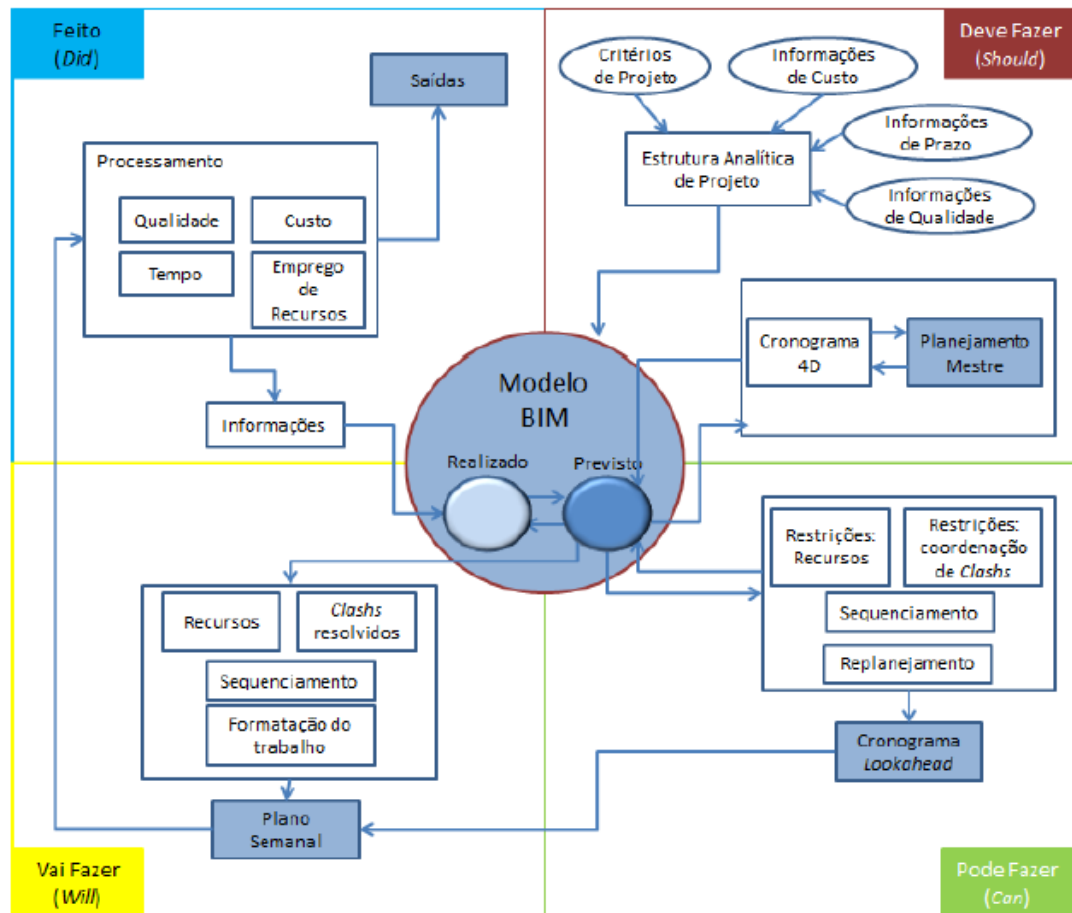 Feito
(Did)
Saídas
Processamento
Qualidade
Custo
Tempo
Emprego
de
Recursos
Informações
Deve Fazer
(Should)
Critérios
de Projeto
Informações
de Custo
Informações
de Prazo
Informações
de Qualidade
Estrutura Analítica
de Projeto
Cronograma
4D
Planejamento
Mestre
Modelo
BIM
Realizado
Previsto
Recursos
Clashs
resolvidos
Sequenciamento
Formatação do
trabalho
Plano
Semanal
Vai Fazer
(Will)
Restrições:
Recursos
Restrições:
coordenação
de Clashs
Sequenciamento
Replanejamento
Cronograma
Lookahead
Pode Fazer
(Can)